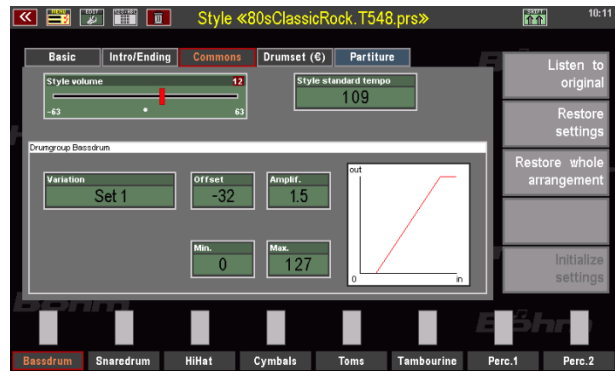 MENU
EDIT
Style «80sClassicRock.T548.prs»
SHIFT
10:11
Basic
Intro/Ending
Commons
Drumset (€)
Partiture
Style volume
12
-63
63
Style standard tempo
109
Drumgroup Bassdrum
Variation
Set 1
Offset
-32
Amplif.
1.5
Min.
0
Max.
127
out
0
in
Listen to
original
Restore
settings
Restore whole
arrangement
Initialize
settings
Böhm
Böhm
Bassdrum
Snaredrum
HiHat
Cymbals
Toms
Tambourine
Perc.1
Perc.2